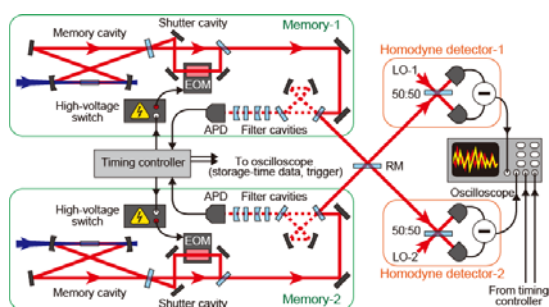 Memory cavity
Shutter cavity
Memory-1
EOM
High-voltage
switch
APD
Filter cavities
Timing controller
To oscilloscope
(storage-time data, trigger)
Homodyne detector-1
LO-1
50:50
RM
Oscilloscope
High-voltage
switch
APD
Filter cavities
EOM
Memory cavity
Shutter cavity
Memory-2
50:50
LO-2
Homodyne detector-2
From timing
controller